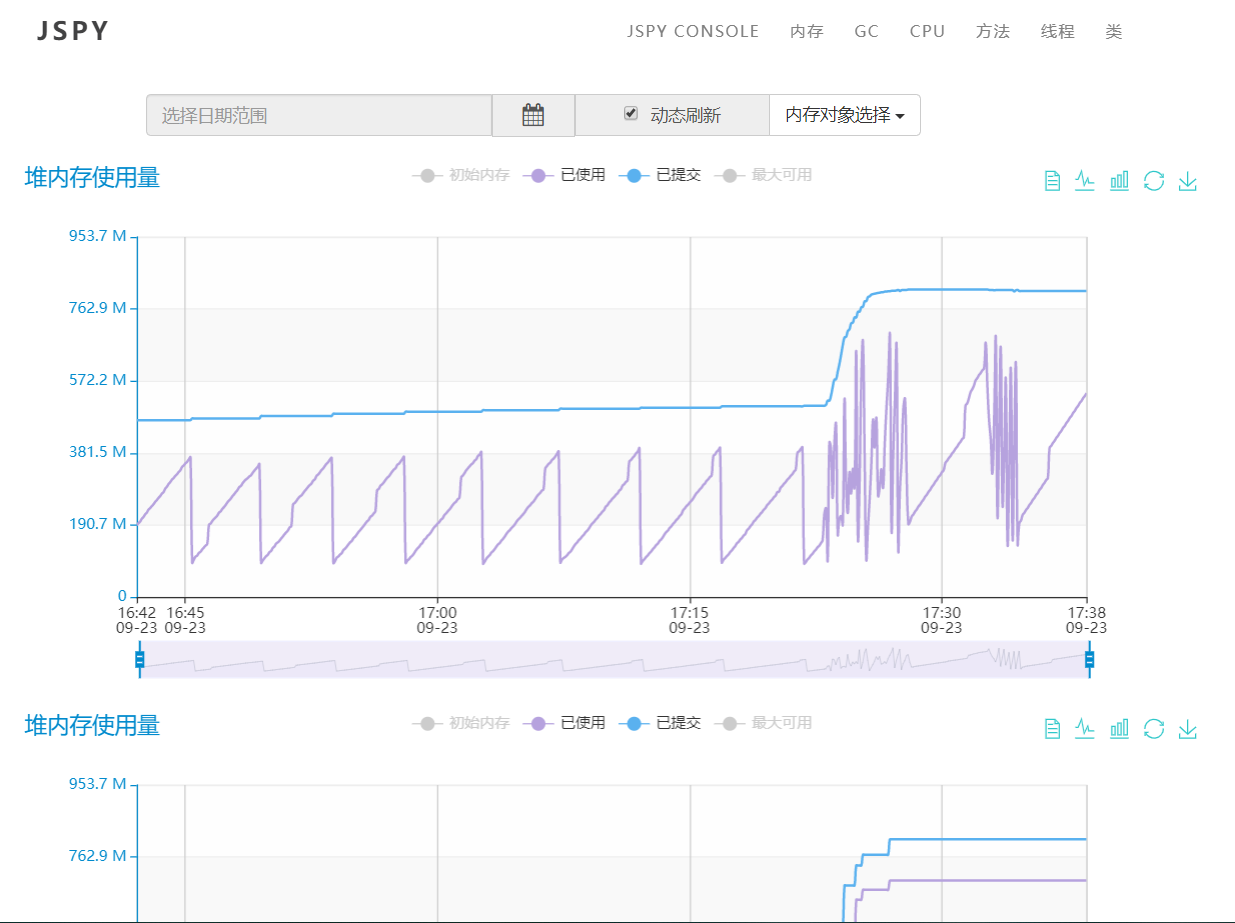 JSPY
JSPY CONSOLE 内存 GC CPU 方法 线程 类
选择日期范围 动态刷新 内存对象选择
堆内存使用量
初始内存 已使用 已提交 最大可用
953.7 M
762.9 M
572.2 M
381.5 M
190.7 M
0
16:42 16:45 17:00 17:15 17:30 17:38
09-23 09-23 09-23 09-23 09-23 09-23
堆内存使用量
初始内存 已使用 已提交 最大可用
953.7 M
762.9 M